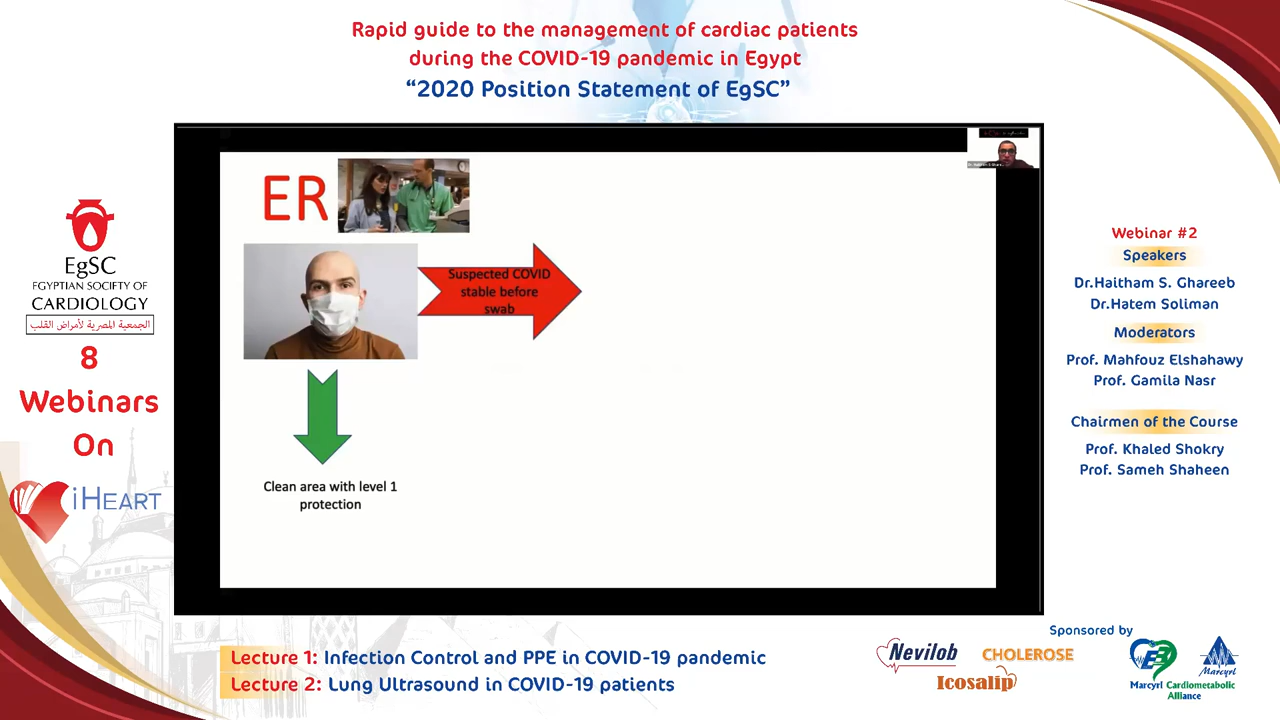 Rapid guide to the management of cardiac patients
during the COVID-19 pandemic in Egypt
“2020 Position Statement of EgSC”
EgSC
EGYPTIAN SOCIETY OF
CARDIOLOGY
الجمعية المصرية لأمراض القلب
8
Webinars
On
iHEART
ER
Suspected COVID
stable before
swab
Clean area with level 1
protection
Webinar #2
Speakers
Dr.Haitham S. Ghareeb
Dr.Hatem Soliman
Moderators
Prof. Mahfouz Elshahawy
Prof. Gamila Nasr
Chairmen of the Course
Prof. Khaled Shokry
Prof. Sameh Shaheen
Lecture 1: Infection Control and PPE in COVID-19 pandemic
Lecture 2: Lung Ultrasound in COVID-19 patients
Sponsored by
Nevilob
CHOLEROSE
Icosalip
Marcyrl
Marcyrl Cardiometabolic
Alliance